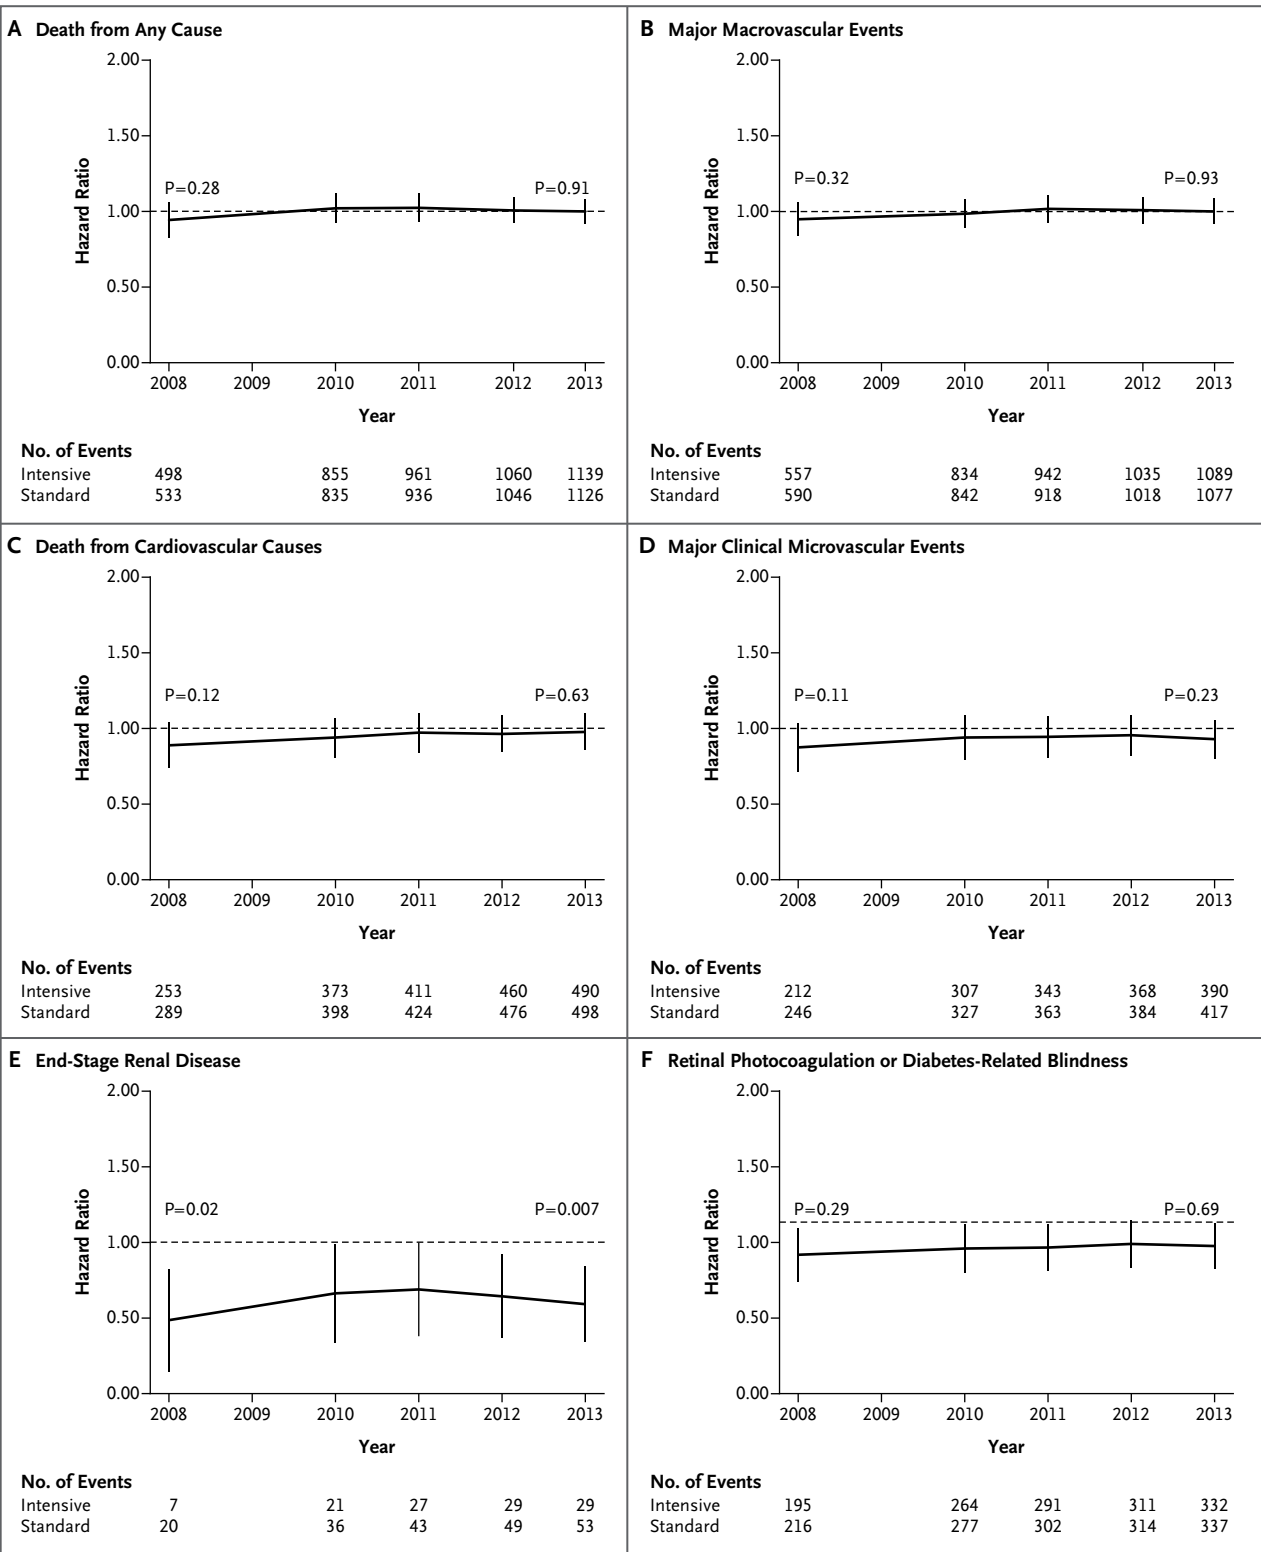 A Death from Any Cause
2.00
1.50
1.00
0.50
0.00
Hazard Ratio
P=0.28
P=0.91
2008 2009 2010 2011 2012 2013
Year
No. of Events
Intensive 498 855 961 1060 1139
Standard 533 835 936 1046 1126
B Major Macrovascular Events
2.00
1.50
1.00
0.50
0.00
Hazard Ratio
P=0.32
P=0.93
2008 2009 2010 2011 2012 2013
Year
No. of Events
Intensive 557 834 942 1035 1089
Standard 590 842 918 1018 1077
C Death from Cardiovascular Causes
2.00
1.50
1.00
0.50
0.00
Hazard Ratio
P=0.12
P=0.63
2008 2009 2010 2011 2012 2013
Year
No. of Events
Intensive 253 373 411 460 490
Standard 289 398 424 476 498
D Major Clinical Microvascular Events
2.00
1.50
1.00
0.50
0.00
Hazard Ratio
P=0.11
P=0.23
2008 2009 2010 2011 2012 2013
Year
No. of Events
Intensive 212 307 343 368 390
Standard 246 327 363 384 417
E End-Stage Renal Disease
2.00
1.50
1.00
0.50
0.00
Hazard Ratio
P=0.02
P=0.007
2008 2009 2010 2011 2012 2013
Year
No. of Events
Intensive 7 21 27 29 29
Standard 20 36 43 49 53
F Retinal Photocoagulation or Diabetes-Related Blindness
2.00
1.50
1.00
0.50
0.00
Hazard Ratio
P=0.29
P=0.69
2008 2009 2010 2011 2012 2013
Year
No. of Events
Intensive 195 264 291 311 332
Standard 216 277 302 314 337